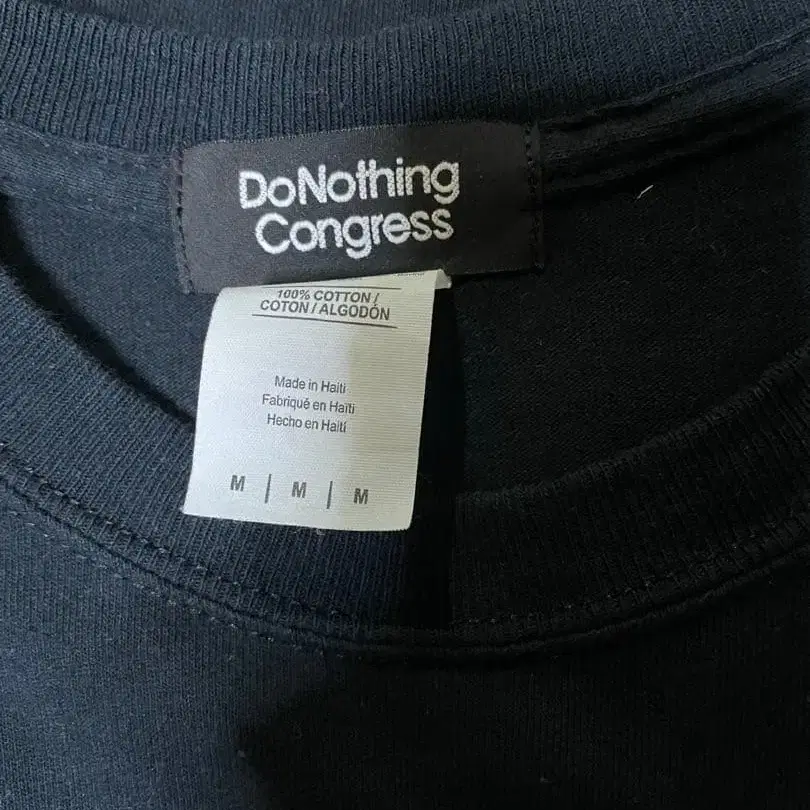 DoNothing
Congress
100% COTTON /
COTON / ALGODÓN
Made in Haiti
Fabriqué en Haïti
Hecho en Haití
M | M | M